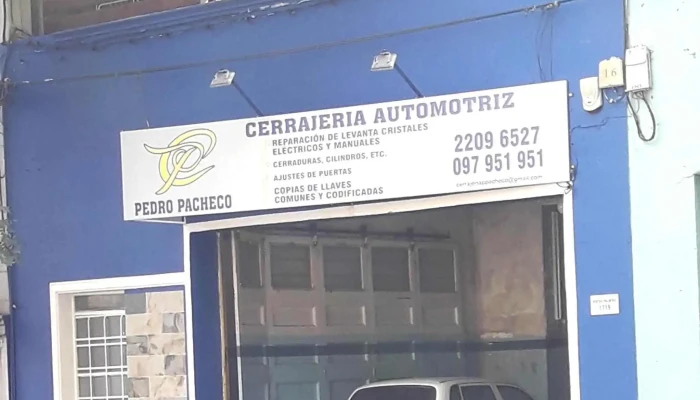 CERRAJERIA AUTOMOTRIZ
REPARACIÓN DE LEVANTA CRISTALES
ELECTRICOS Y MANUALES
CERRADURAS, CILINDROS, ETC.
AJUSTES DE PUERTAS
COPIAS DE LLAVES
COMUNES Y CODIFICADAS
2209 6527
097 951 951
PEDRO PACHECO
16